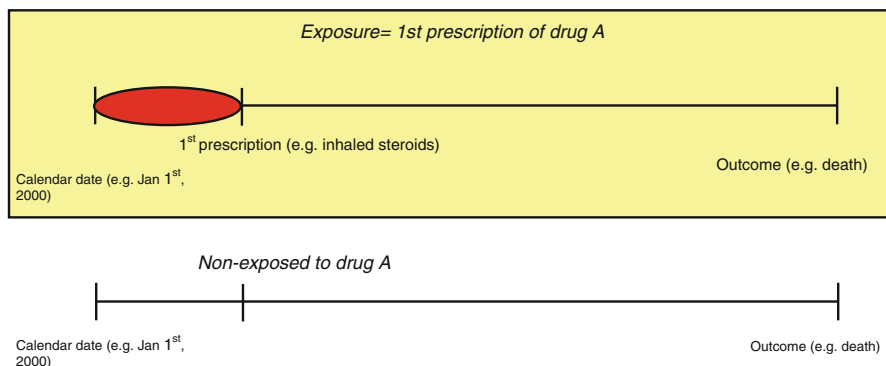 Exposure= 1st prescription of drug A
1st prescription (e.g. inhaled steroids)
Outcome (e.g. death)
Calendar date (e.g. Jan 1st,
2000)
Non-exposed to drug A
Calendar date (e.g. Jan 1st,
2000)
Outcome (e.g. death)